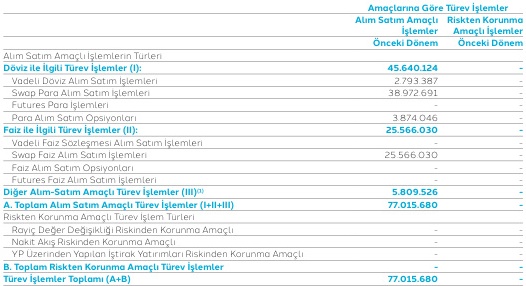 Amaçlarına Göre Türev İşlemler
Alım Satım Amaçlı İşlemler Riskten Korunma Amaçlı İşlemler
Önceki Dönem Önceki Dönem
Alım Satım Amaçlı İşlemlerin Türleri
Döviz ile İlgili Türev İşlemler (I): 45.640.124 -
Vadeli Döviz Alım Satım İşlemleri 2.793.387 -
Swap Para Alım Satım İşlemleri 38.972.691 -
Futures Para İşlemleri - -
Para Alım Satım Opsiyonları 3.874.046 -
Faiz ile İlgili Türev İşlemler (II): 25.566.030 -
Vadeli Faiz Sözleşmesi Alım Satım İşlemleri - -
Swap Faiz Alım Satım İşlemleri 25.566.030 -
Faiz Alım Satım Opsiyonları - -
Futures Faiz Alım Satım İşlemleri - -
Diğer Alım-Satım Amaçlı Türev İşlemler (III)(1) 5.809.526 -
A. Toplam Alım Satım Amaçlı Türev İşlemler (I+II+III) 77.015.680 -
Riskten Korunma Amaçlı Türev İşlem Türleri
Rayiç Değer Değişikliği Riskinden Korunma Amaçlı - -
Nakit Akış Riskinden Korunma Amaçlı - -
YP Üzerinden Yapılan İştirak Yatırımları Riskinden Korunma Amaçlı - -
B. Toplam Riskten Korunma Amaçlı Türev İşlemler - -
Türev İşlemler Toplamı (A+B) 77.015.680 -